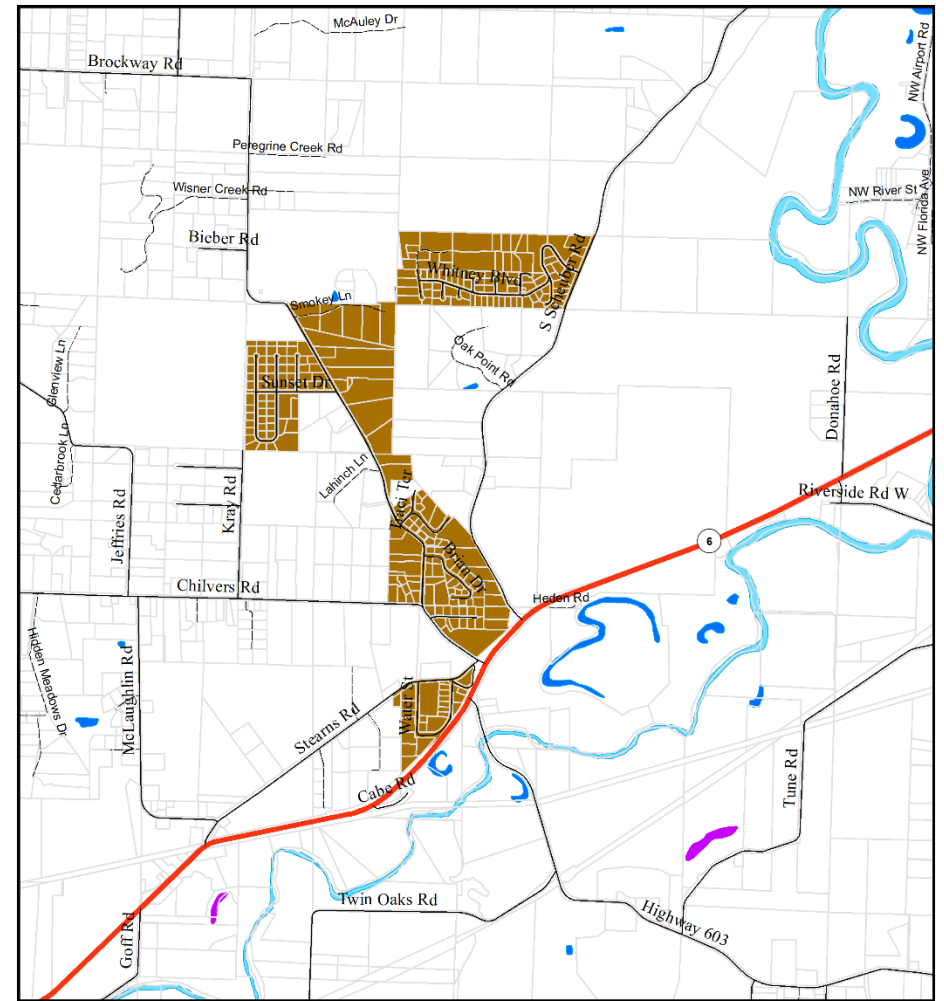 McAuley Dr
Brockway Rd
NW Airport Rd
Peregrine Creek Rd
Wisner Creek Rd
NW River St
NW Florida Ave
Bieber Rd
Whitney Blvd
S Scheuber Rd
Smokey Ln
Oak Point Rd
Glenview Ln
Sunset Dr
Donahoe Rd
Cedarbrook Ln
Lahinch Ln
Traci Ter
Jeffries Rd
Kray Rd
Riverside Rd W
6
Brian Dr
Chilvers Rd
Heden Rd
Hidden Meadows Dr
McLaughlin Rd
Water St
Stearns Rd
Cabe Rd
Tune Rd
Twin Oaks Rd
Highway 603
Goff Rd